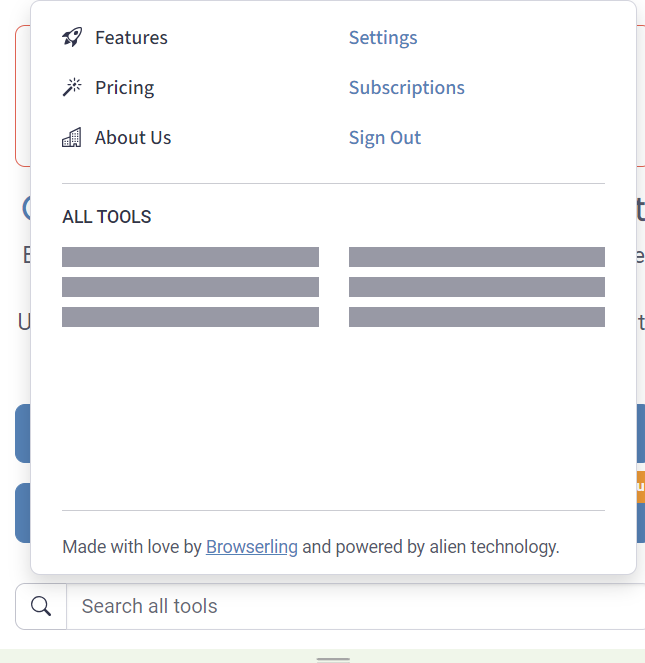 Features
Settings
Pricing
Subscriptions
About Us
Sign Out
ALL TOOLS
Made with love by Browserling and powered by alien technology.
Search all tools